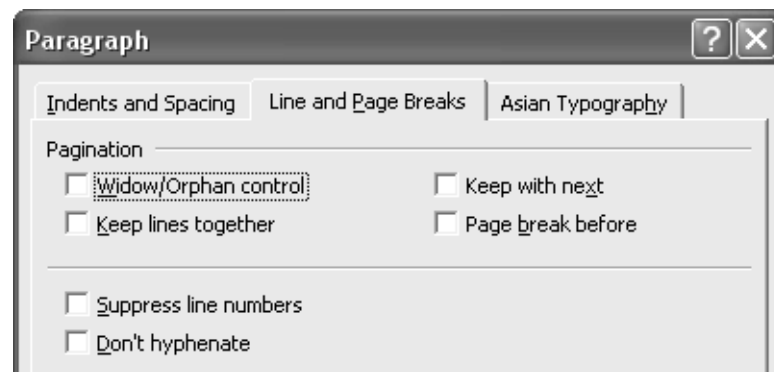 Paragraph
Indents and Spacing Line and Page Breaks Asian Typography
Pagination
Widow/Orphan control Keep with next
Keep lines together Page break before
Suppress line numbers
Don't hyphenate